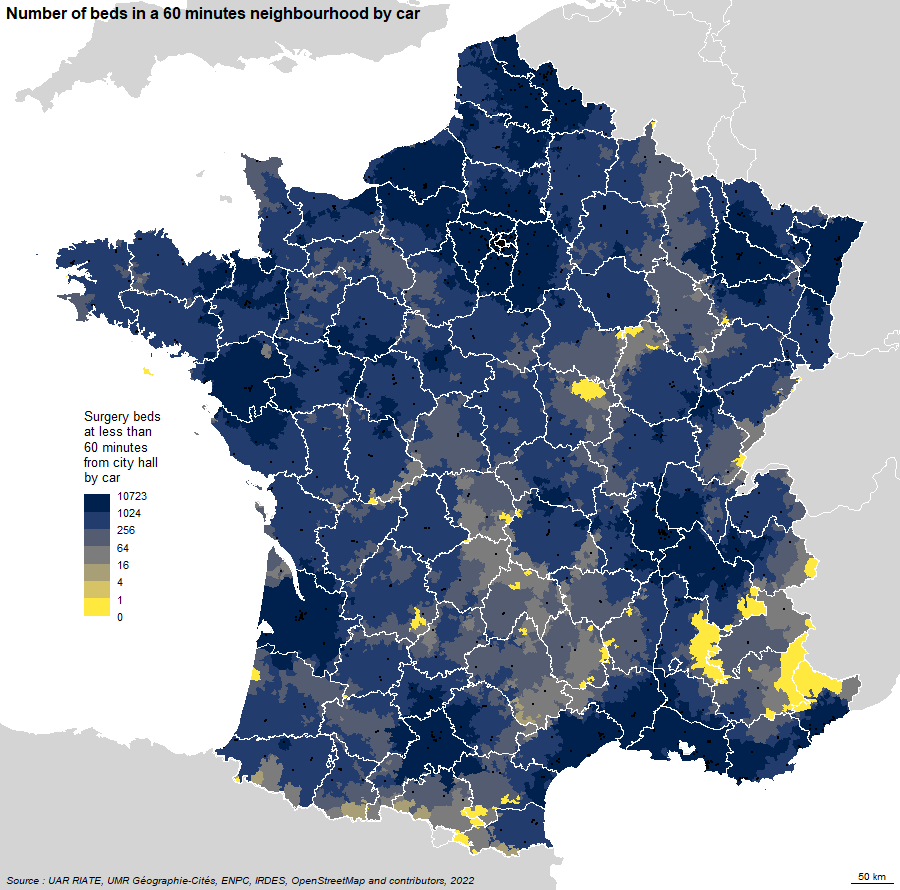 Number of beds in a 60 minutes neighbourhood by car
Surgery beds
at less than
60 minutes
from city hall
by car
10723
1024
256
64
16
4
1
0
50 km
Source : UAR RIATE, UMR Géographie-Cités, ENPC, IRDES, OpenStreetMap and contributors, 2022